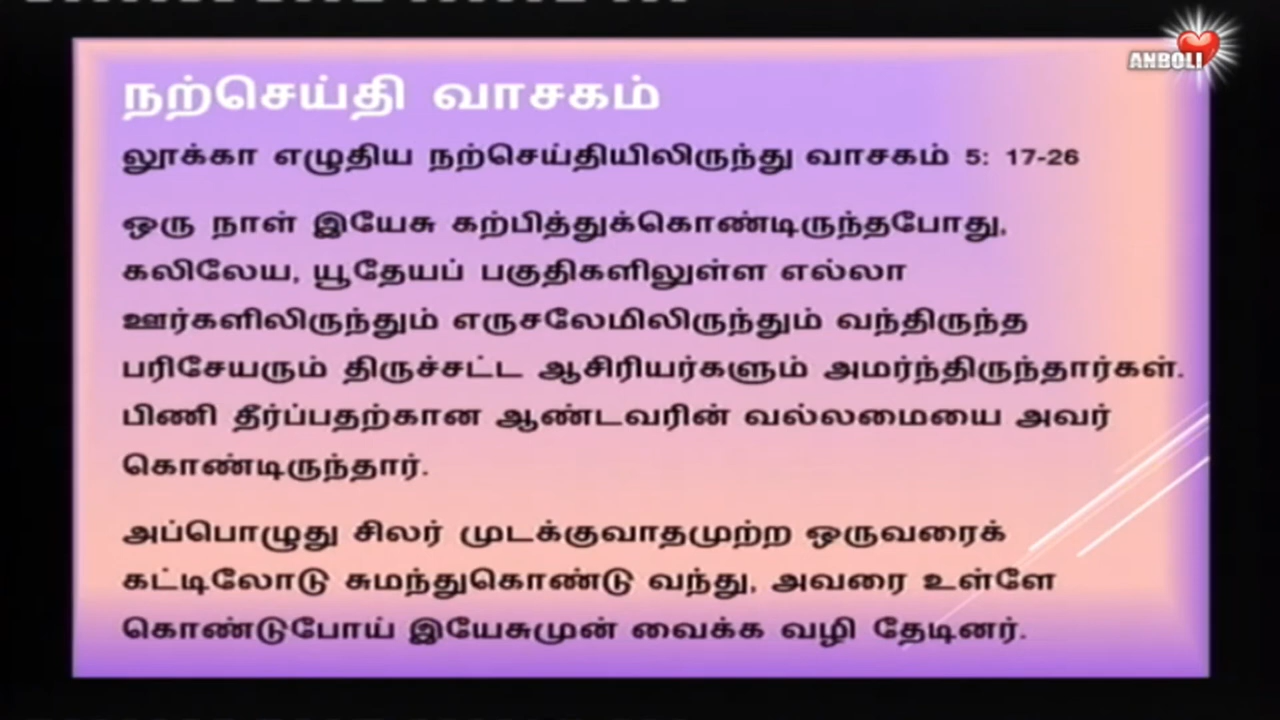 ANBOLI
நற்செய்தி வாசகம்
லூக்கா எழுதிய நற்செய்தியிலிருந்து வாசகம் 5: 17-26
ஒரு நாள் இயேசு கற்பித்துக்கொண்டிருந்தபோது,
கலிலேய, யூதேயப் பகுதிகளிலுள்ள எல்லா
ஊர்களிலிருந்தும் எருசலேமிலிருந்தும் வந்திருந்த
பரிசேயரும் திருச்சட்ட ஆசிரியர்களும் அமர்ந்திருந்தார்கள்.
பிணி தீர்ப்பதற்கான ஆண்டவரின் வல்லமையை அவர்
கொண்டிருந்தார்.
அப்பொழுது சிலர் முடக்குவாதமுற்ற ஒருவரைக்
கட்டிலோடு சுமந்துகொண்டு வந்து, அவரை உள்ளே
கொண்டுபோய் இயேசுமுன் வைக்க வழி தேடினர்.